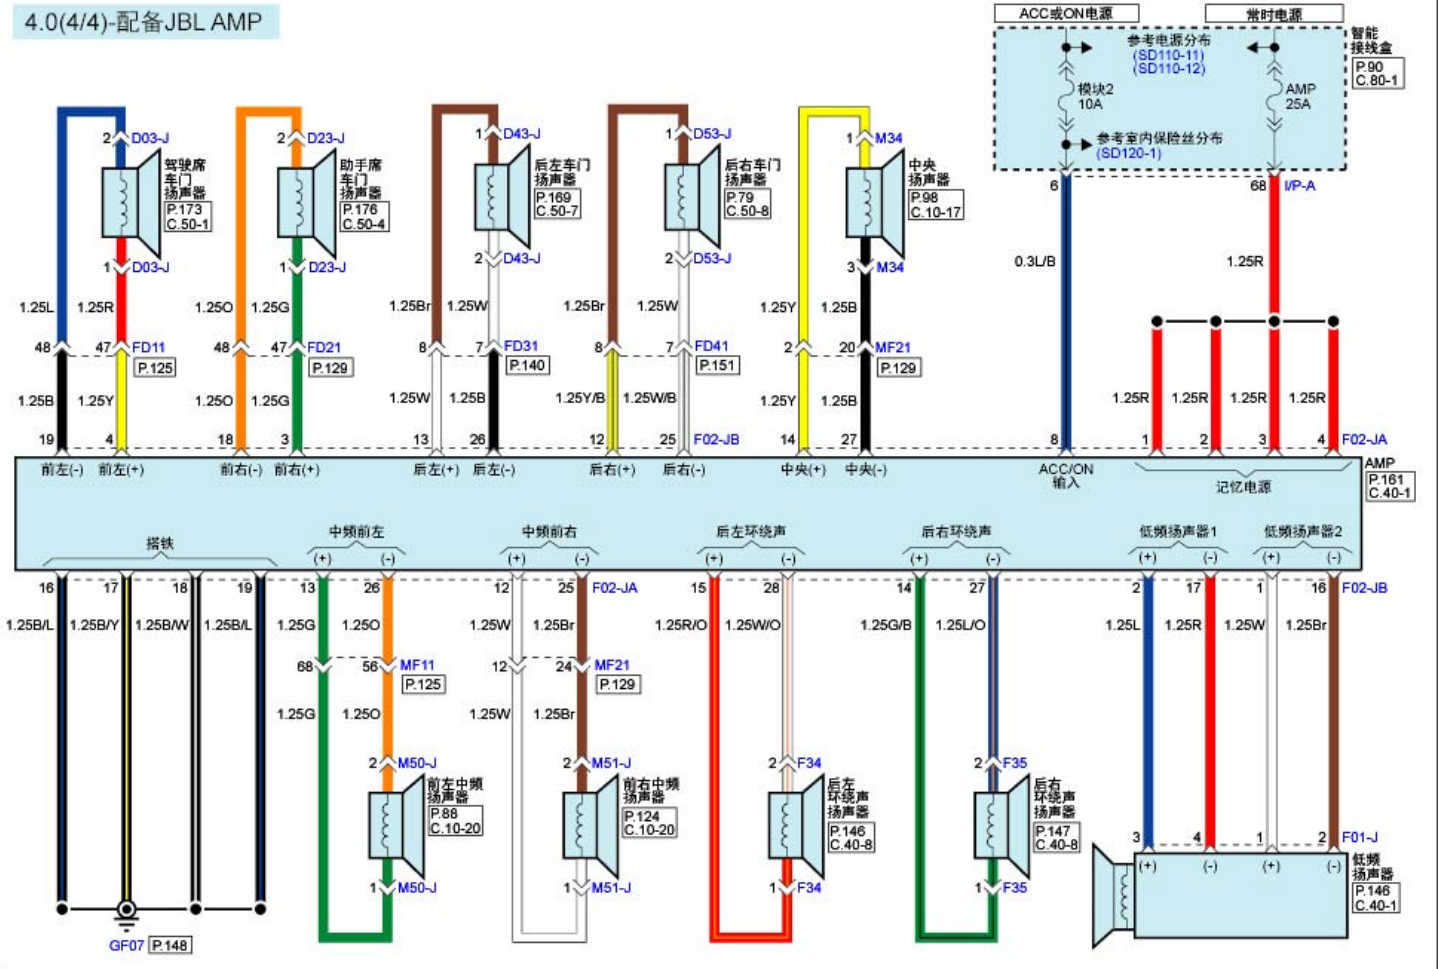 4.0(4/4)-配备JBL AMP
ACC或ON电源
常时电源
智能
接线盒
P.90
C.80-1
参考电源分布
(SD110-11)
(SD110-12)
模块2
10A
AMP
25A
参考室内保险丝分布
(SD120-1)
6
68
I/P-A
0.3L/B
1.25R
2
D03-J
驾驶席
车门
扬声器
P.173
C.50-1
1
D03-J
2
D23-J
助手席
车门
扬声器
P.176
C.50-4
1
D23-J
1
D43-J
后左车门
扬声器
P.169
C.50-7
2
D43-J
1
D53-J
后右车门
扬声器
P.79
C.50-8
2
D53-J
1
M34
中央
扬声器
P.98
C.10-17
3
M34
1.25L
1.25R
1.25O
1.25G
1.25Br
1.25W
1.25Br
1.25W
1.25Y
1.25B
48
47
FD11
P.125
48
47
FD21
P.129
8
7
FD31
P.140
8
7
FD41
P.151
2
20
MF21
P.129
1.25B
1.25Y
1.25O
1.25G
1.25W
1.25B
1.25Y/B
1.25W/B
1.25Y
1.25B
1.25R
1.25R
1.25R
1.25R
19
4
18
3
13
26
12
25
F02-JB
14
27
8
1
2
3
4
F02-JA
前左(-)
前左(+)
前右(-)
前右(+)
后左(+)
后左(-)
后右(+)
后右(-)
中央(+)
中央(-)
ACC/ON
输入
记忆电源
AMP
P.161
C.40-1
搭铁
中频前左
(+)
(-)
中频前右
(+)
(-)
后左环绕声
(+)
(-)
后右环绕声
(+)
(-)
低频扬声器1
(+)
(-)
低频扬声器2
(+)
(-)
16
17
18
19
13
26
12
25
F02-JA
15
28
14
27
2
17
1
16
F02-JB
1.25B/L
1.25B/Y
1.25B/W
1.25B/L
1.25G
1.25O
1.25W
1.25Br
1.25R/O
1.25W/O
1.25G/B
1.25L/O
1.25L
1.25R
1.25W
1.25Br
68
56
MF11
P.125
12
24
MF21
P.129
1.25G
1.25O
1.25W
1.25Br
2
M50-J
前左中频
扬声器
P.88
C.10-20
1
M50-J
2
M51-J
前右中频
扬声器
P.124
C.10-20
1
M51-J
2
F34
后左
环绕声
扬声器
P.146
C.40-8
1
F34
2
F35
后右
环绕声
扬声器
P.147
C.40-8
1
F35
3
4
1
2
F01-J
(+)
(-)
(+)
(-)
低频
扬声器
P.146
C.40-1
GF07
P.148